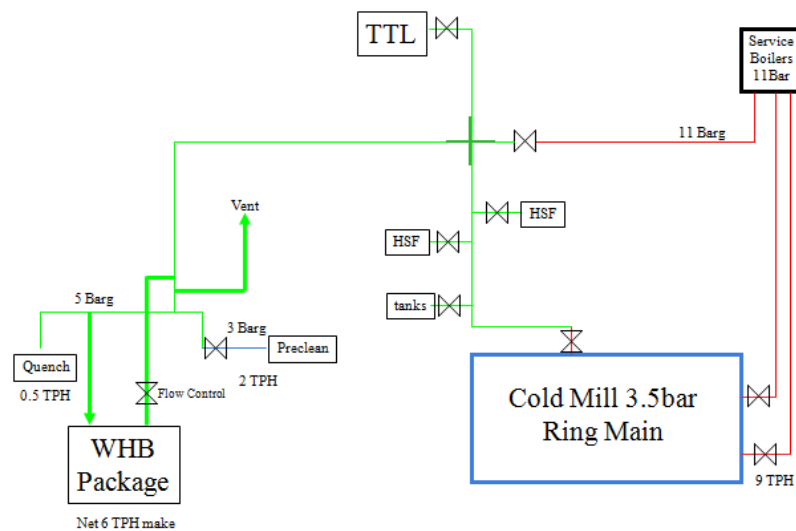 TTL
Service
Boilers
11Bar
11 Barg
Vent
HSF
HSF
5 Barg
tanks
3 Barg
Quench
Preclean
0.5 TPH
2 TPH
Flow Control
Cold Mill 3.5bar
Ring Main
WHB
Package
9 TPH
Net 6 TPH make